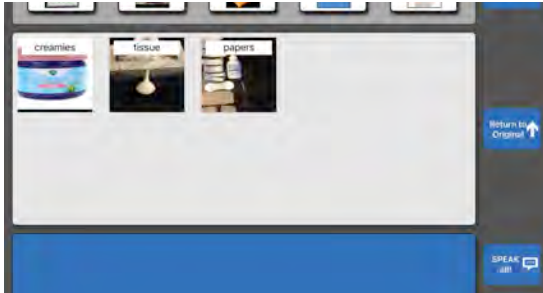 creamies
tissue
papers
Return to
Original
SPEAK
all!